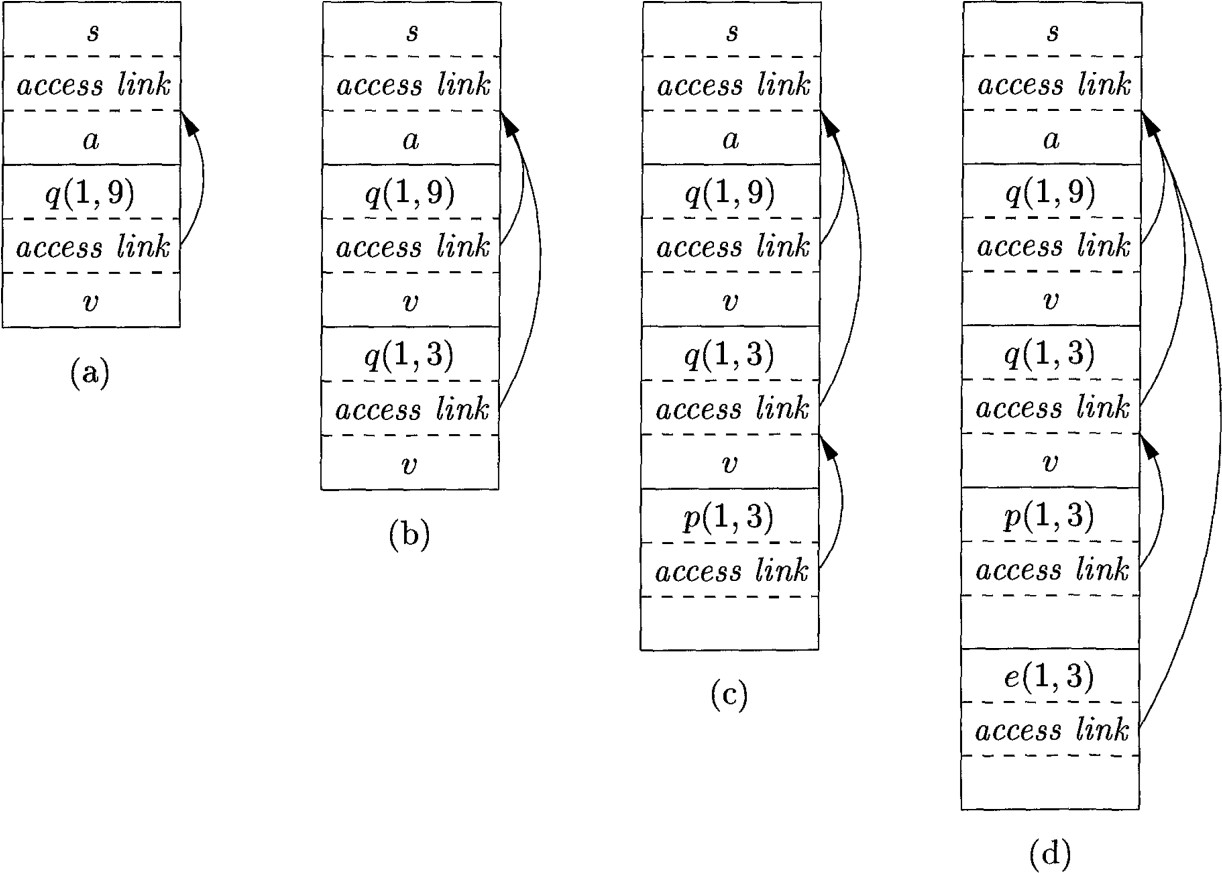 s
access link
a
q(1, 9)
access link
v
(a)
s
access link
a
q(1, 9)
access link
v
q(1, 3)
access link
v
(b)
s
access link
a
q(1, 9)
access link
v
q(1, 3)
access link
v
p(1, 3)
access link
(c)
s
access link
a
q(1, 9)
access link
v
q(1, 3)
access link
v
p(1, 3)
access link
e(1, 3)
access link
(d)